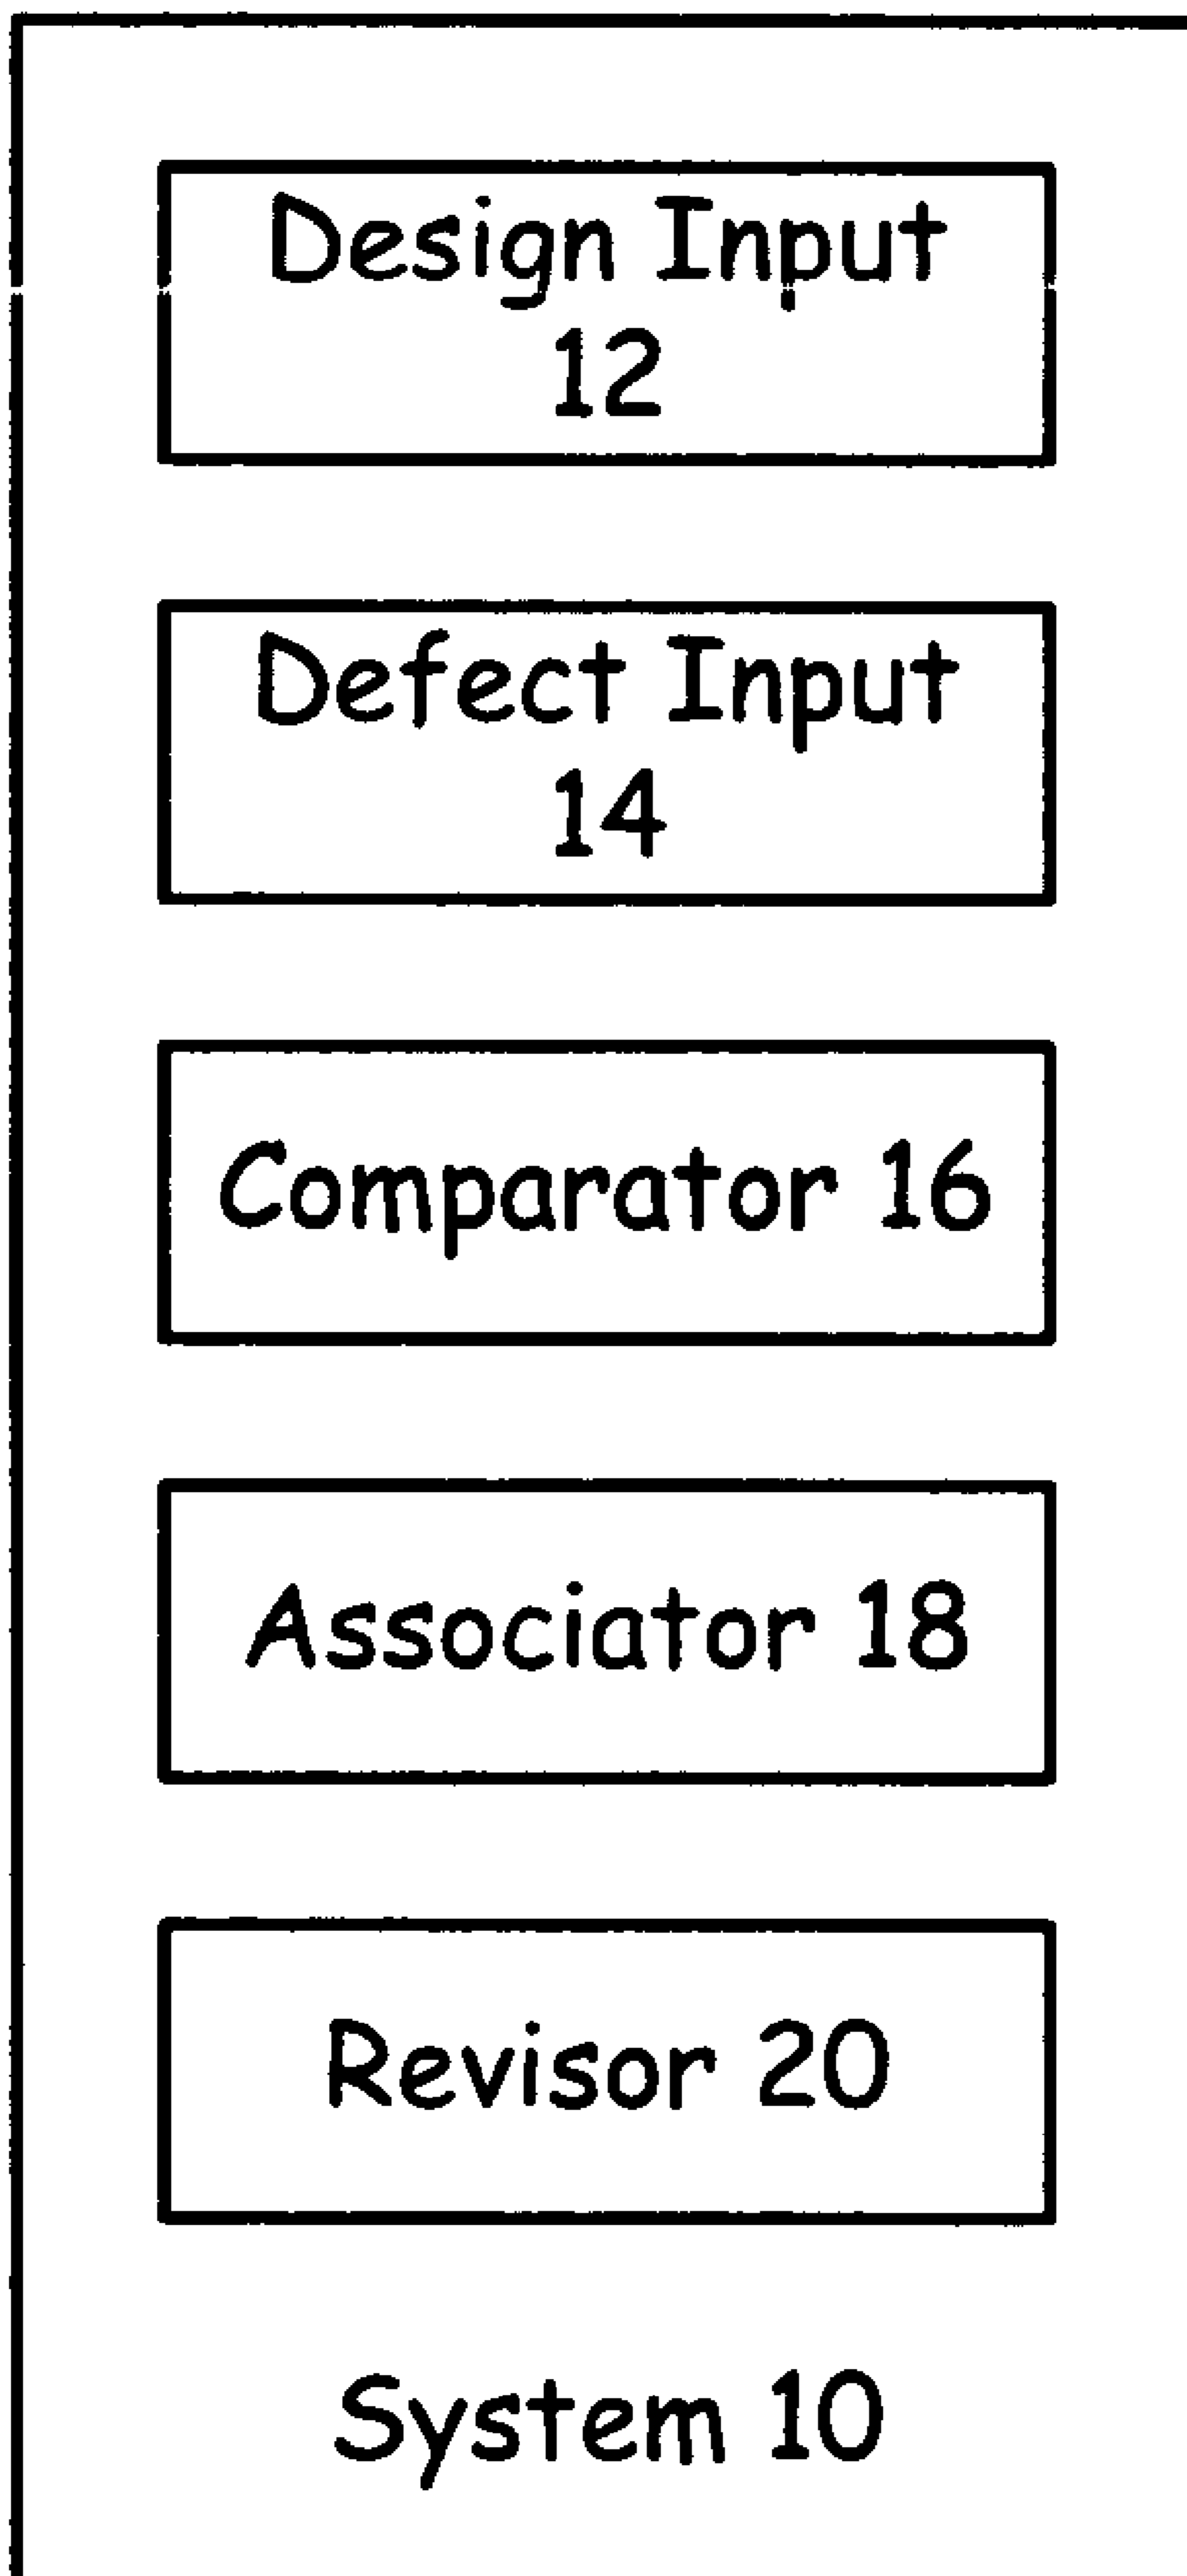 Design Input
12
Defect Input
14
Comparator 16
Associator 18
Revisor 20
System 10